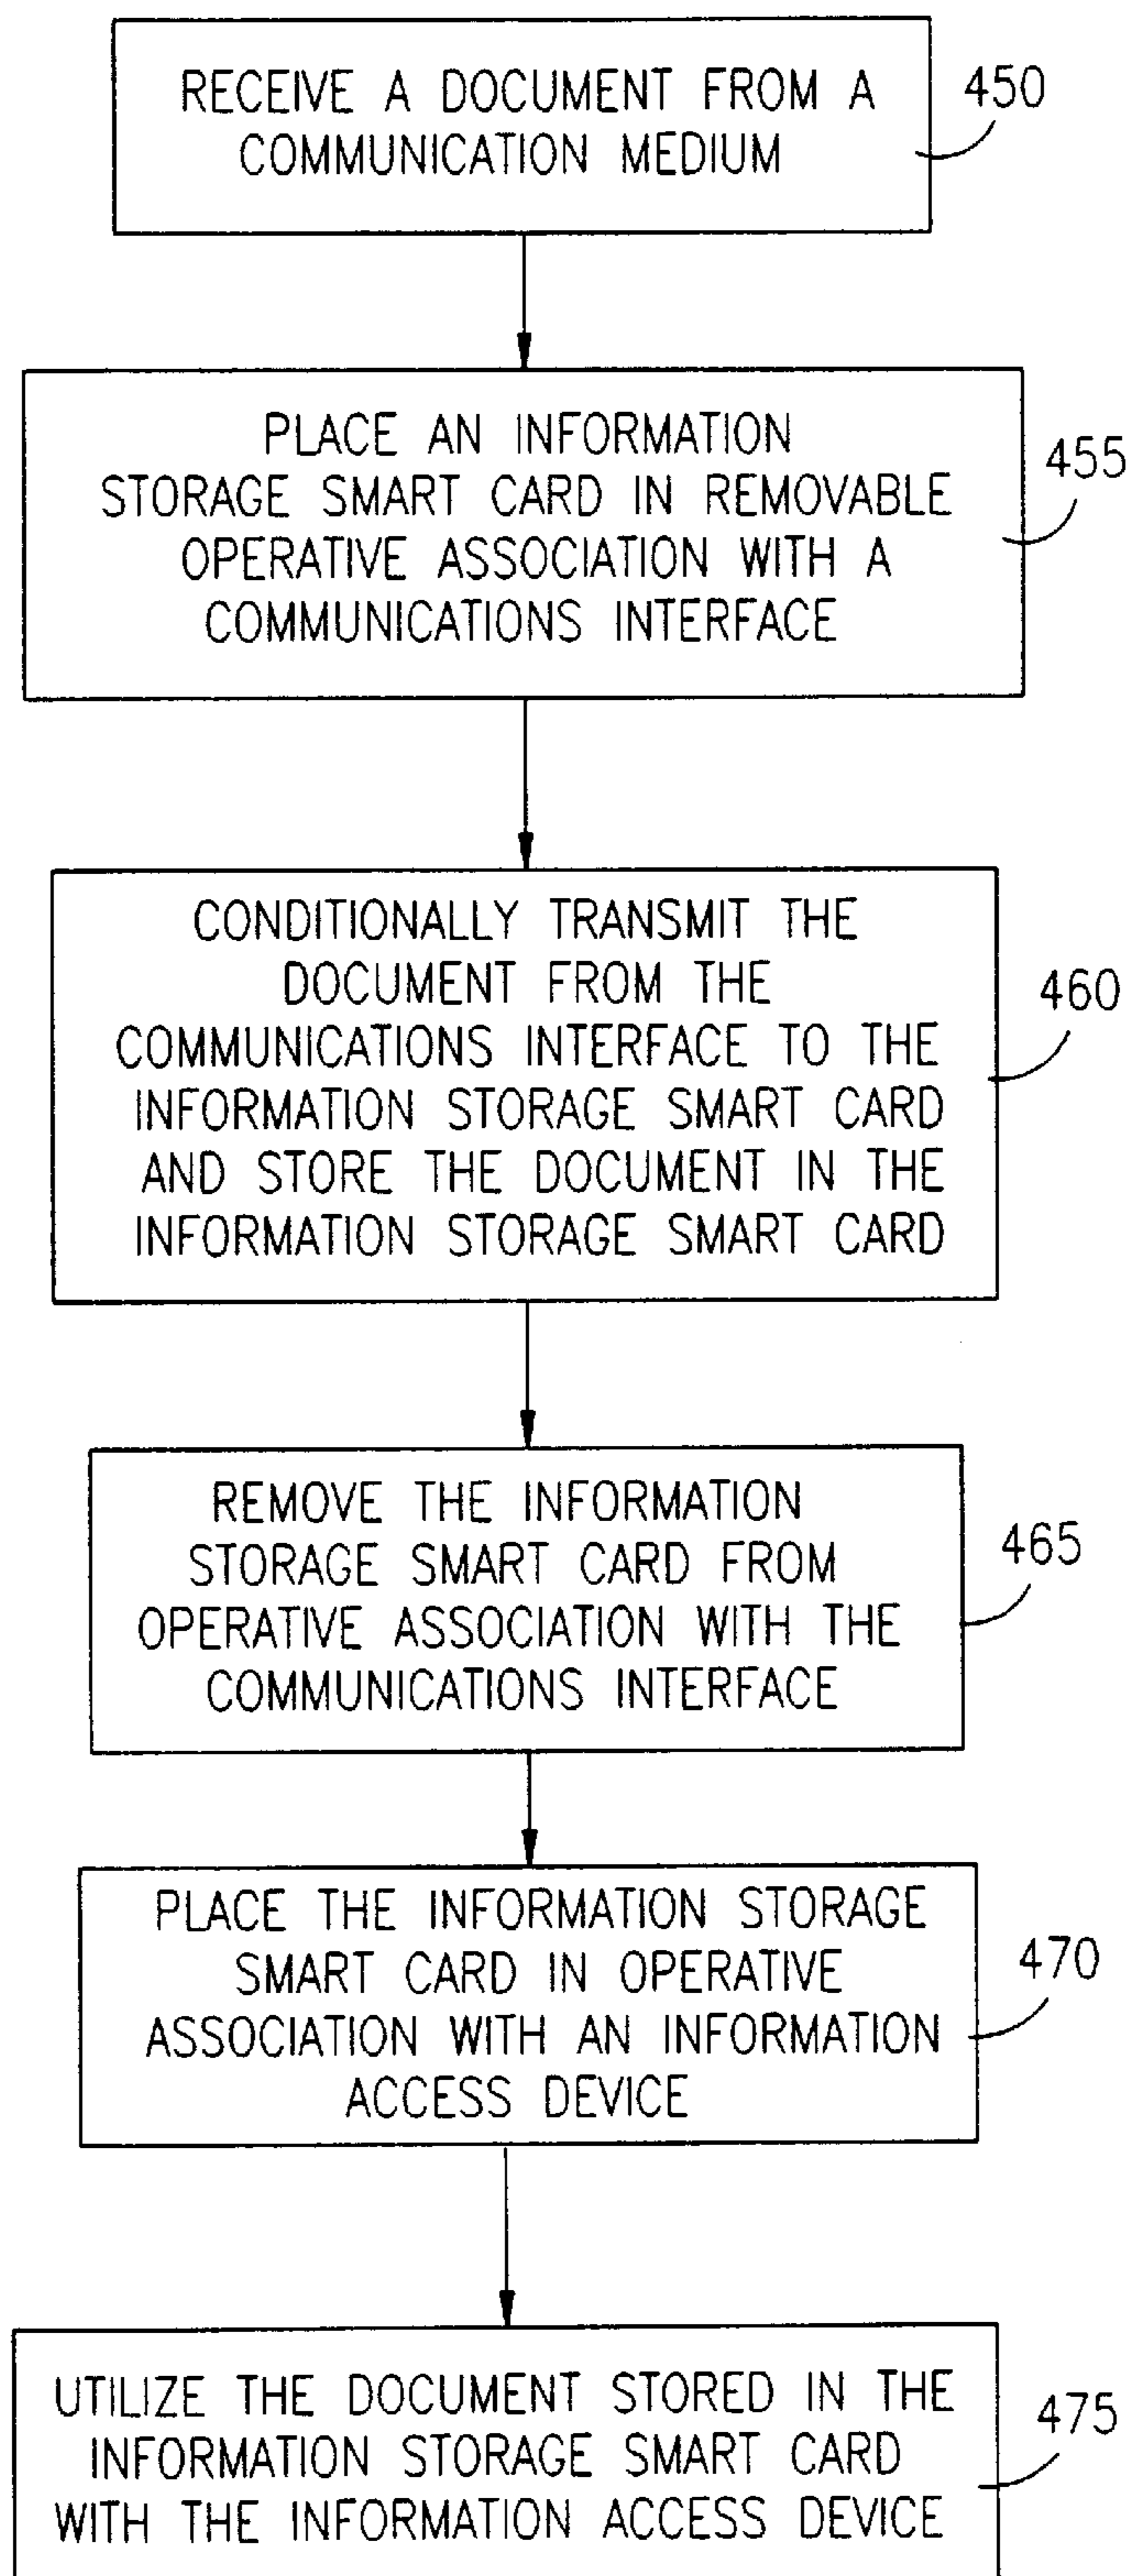 RECEIVE A DOCUMENT FROM A
COMMUNICATION MEDIUM
450
PLACE AN INFORMATION
STORAGE SMART CARD IN REMOVABLE
OPERATIVE ASSOCIATION WITH A
COMMUNICATIONS INTERFACE
455
CONDITIONALLY TRANSMIT THE
DOCUMENT FROM THE
COMMUNICATIONS INTERFACE TO THE
INFORMATION STORAGE SMART CARD
AND STORE THE DOCUMENT IN THE
INFORMATION STORAGE SMART CARD
460
REMOVE THE INFORMATION
STORAGE SMART CARD FROM
OPERATIVE ASSOCIATION WITH THE
COMMUNICATIONS INTERFACE
465
PLACE THE INFORMATION STORAGE
SMART CARD IN OPERATIVE
ASSOCIATION WITH AN INFORMATION
ACCESS DEVICE
470
UTILIZE THE DOCUMENT STORED IN THE
INFORMATION STORAGE SMART CARD
WITH THE INFORMATION ACCESS DEVICE
475